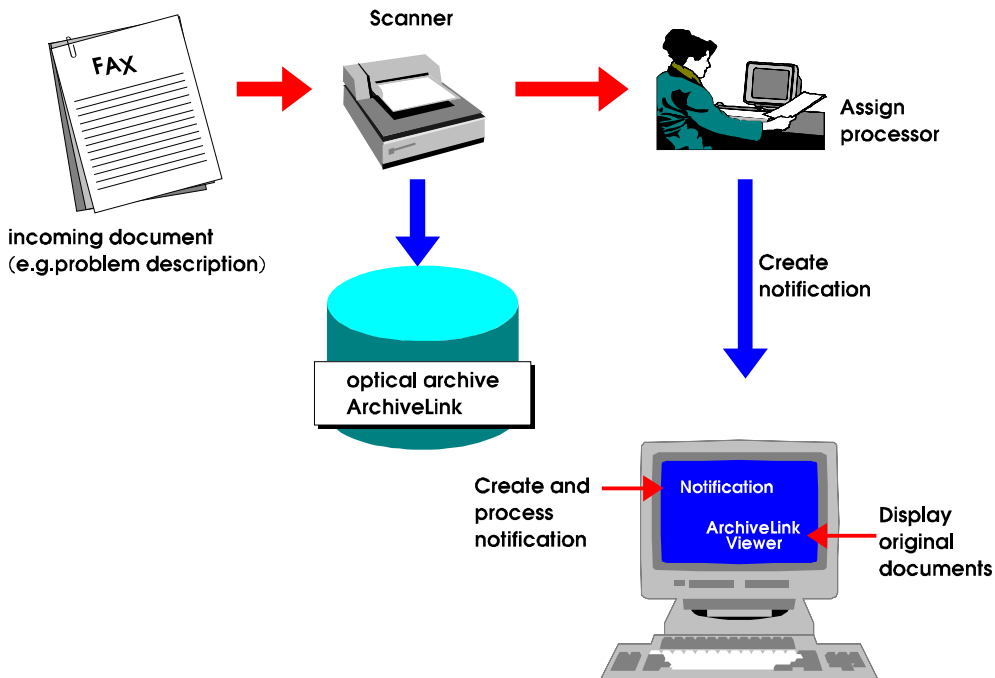 Scanner
FAX
Assign
processor
incoming document
(e.g.problem description)
Create
notification
optical archive
ArchiveLink
Create and
process
notification
Notification
ArchiveLink
Viewer
Display
original
documents